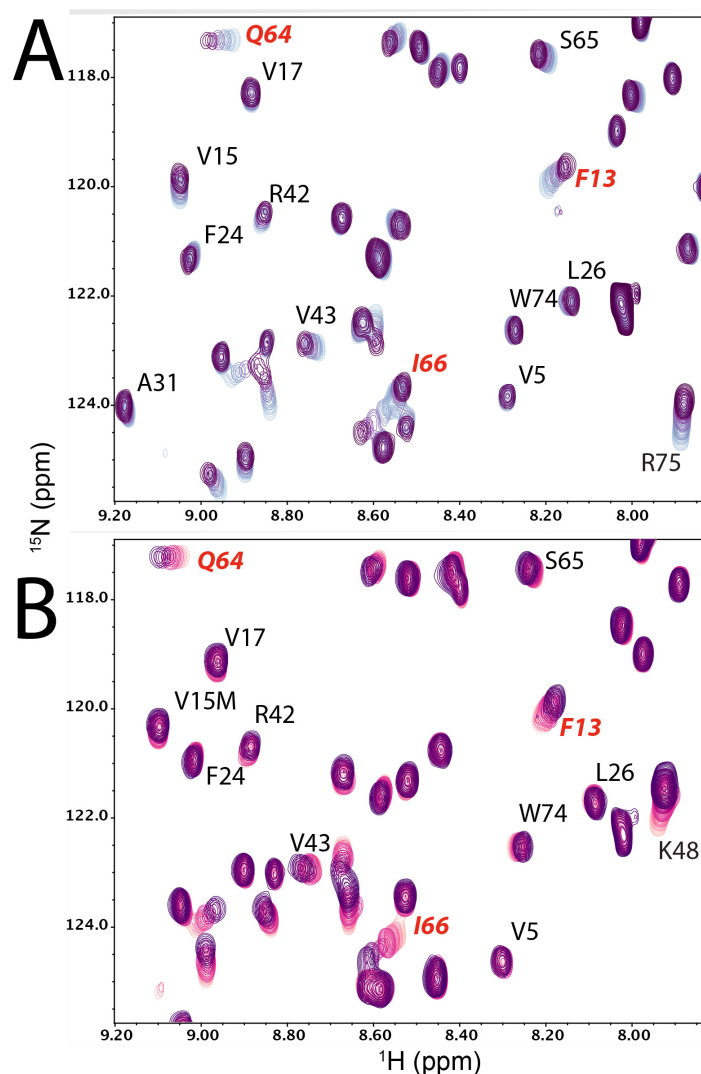 A
Q64
S65
V17
118.0
V15
F13
120.0
R42
F24
L26
122.0
V43
W74
I66
V5
A31
124.0
R75
9.20 9.00 8.80 8.60 8.40 8.20 8.00
¹⁵N (ppm)
B
Q64
S65
118.0
V17
V15M
120.0
R42
F13
F24
L26
122.0
W74
V43
K48
I66
V5
124.0
9.20 9.00 8.80 8.60 8.40 8.20 8.00
¹H (ppm)